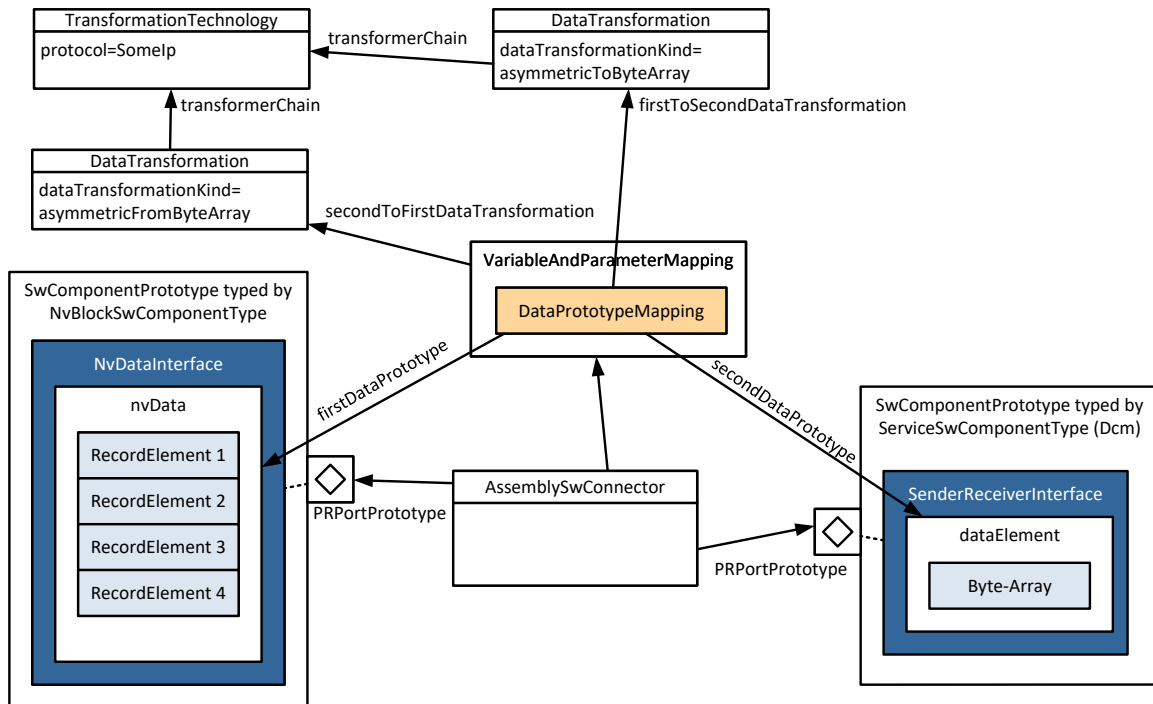 TransformationTechnology
protocol=SomeIp
transformerChain
DataTransformation
dataTransformationKind=
asymmetricToByteArray
transformerChain
firstToSecondDataTransformation
DataTransformation
dataTransformationKind=
asymmetricFromByteArray
secondToFirstDataTransformation
VariableAndParameterMapping
DataPrototypeMapping
SwComponentPrototype typed by
NvBlockSwComponentType
NvDataInterface
nvData
RecordElement 1
RecordElement 2
RecordElement 3
RecordElement 4
firstDataPrototype
secondDataPrototype
PRPortPrototype
AssemblySwConnector
PRPortPrototype
SwComponentPrototype typed by
ServiceSwComponentType (Dcm)
SenderReceiverInterface
dataElement
Byte-Array